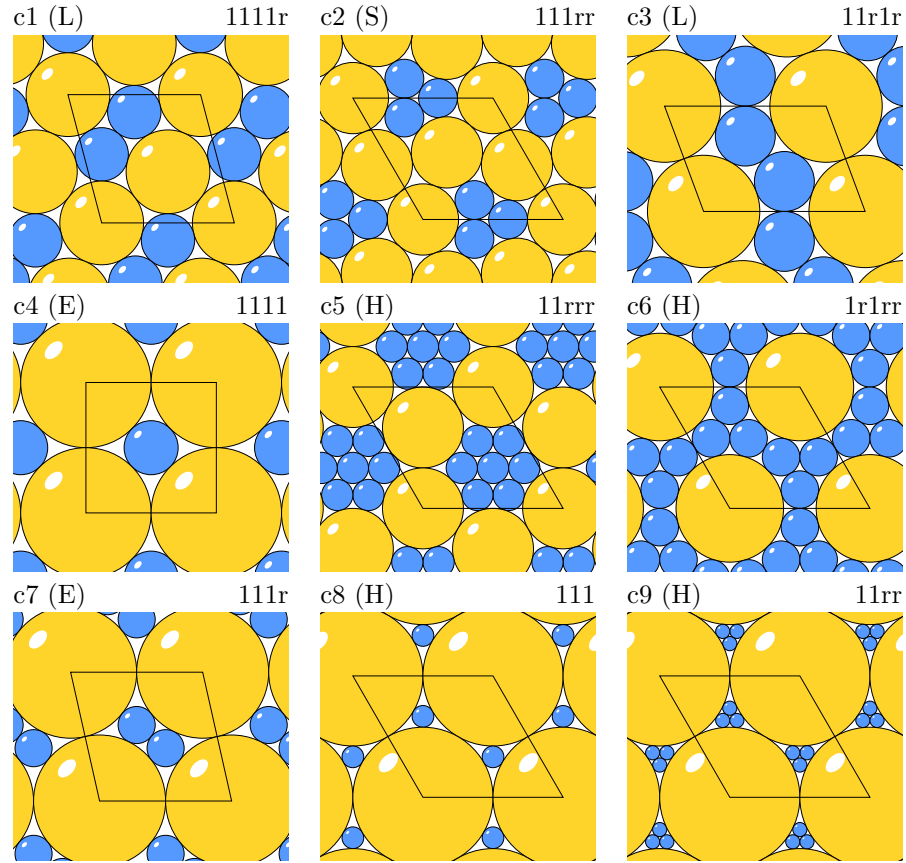 c1 (L) 1111r c2 (S) 111rr c3 (L) 11r1r
c4 (E) 1111 c5 (H) 11rrr c6 (H) 1r1rr
c7 (E) 111r c8 (H) 111 c9 (H) 11rr